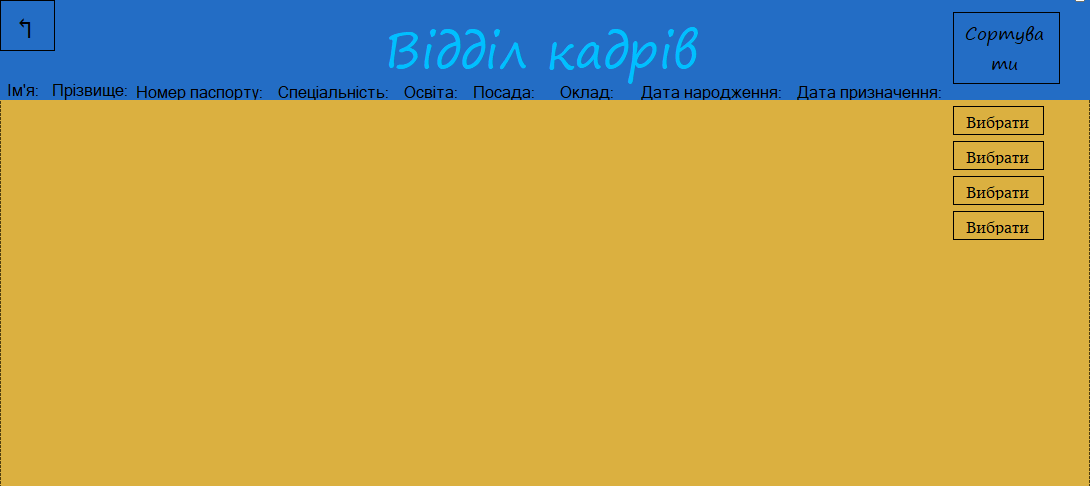 ↰
Відділ кадрів
Сортува
ти
Ім'я: Прізвище: Номер паспорту: Спеціальність: Освіта: Посада: Оклад: Дата народження: Дата призначення:
Вибрати
Вибрати
Вибрати
Вибрати